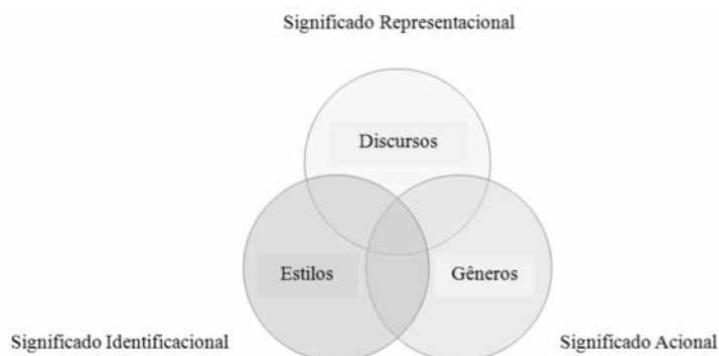 Significado Representacional
Discursos
Estilos
Gêneros
Significado Identificacional
Significado Acional